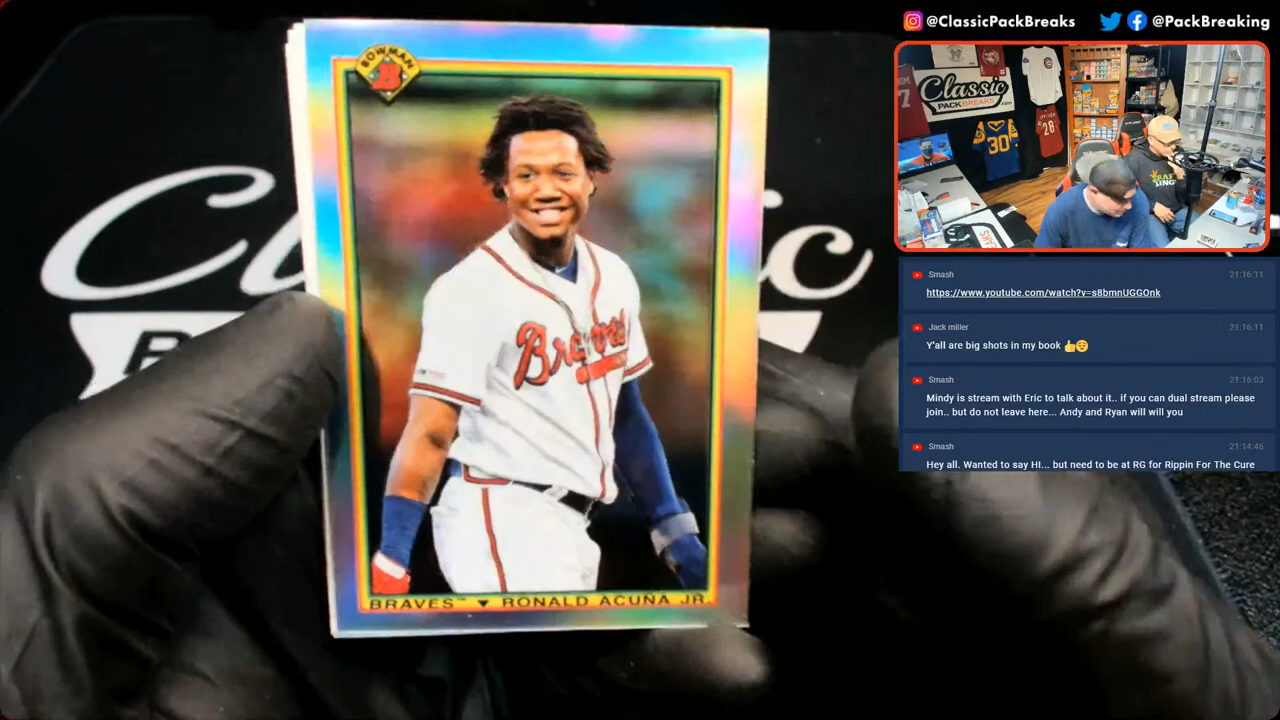 @ClassicPackBreaks @PackBreaking
BOWMAN
B
Braves
BRAVES ▼ RONALD ACUÑA JR
Classic
PACK BREAKS.com
30
28
Smash 21:16:11
https://www.youtube.com/watch?v=s8bmnUGGOnk
Jack miller 21:16:11
Y'all are big shots in my book 👍😌
Smash 21:16:03
Mindy is stream with Eric to talk about it.. if you can dual stream please
join.. but do not leave here... Andy and Ryan will will you
Smash 21:14:46
Hey all. Wanted to say HI... but need to be at RG for Rippin For The Cure